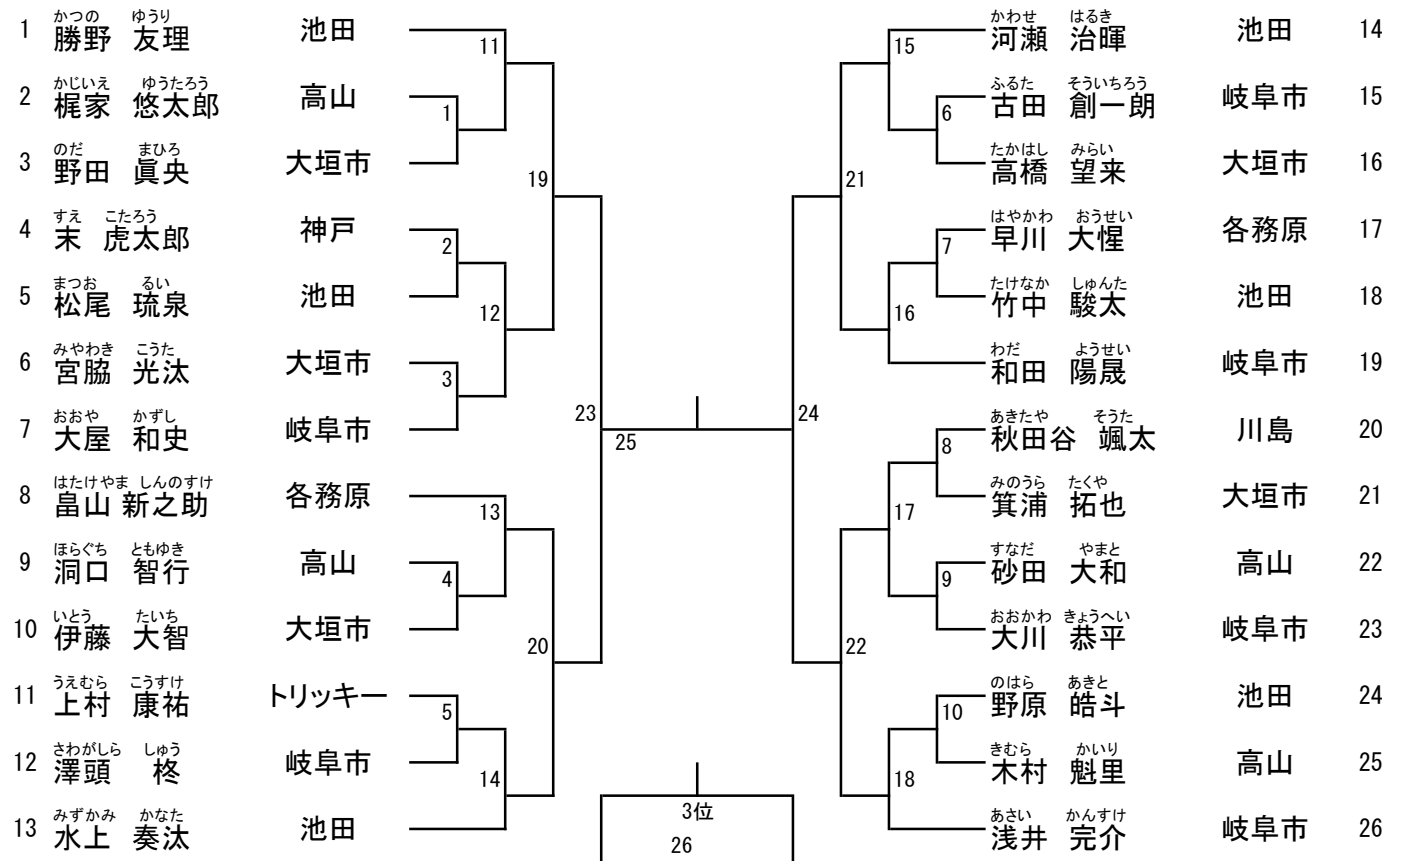 かつの ゆうり
1 勝野 友理 池田
かじいえ ゆうたろう
2 梶家 悠太郎 高山
のだ まひろ
3 野田 眞央 大垣市
すえ こたろう
4 末 虎太郎 神戸
まつお るい
5 松尾 琉泉 池田
みやわき こうた
6 宮脇 光汰 大垣市
おおや かずし
7 大屋 和史 岐阜市
はたけやま しんのすけ
8 畠山 新之助 各務原
ほらぐち ともゆき
9 洞口 智行 高山
いとう たいち
10 伊藤 大智 大垣市
うえむら こうすけ
11 上村 康祐 トリッキー
さわがしら しゅう
12 澤頭 柊 岐阜市
みずかみ かなた
13 水上 奏汰 池田
11
1
19
2
12
3
23
25
13
4
20
5
14
3位
26
15
6
21
7
16
24
8
17
9
22
10
18
かわせ はるき
河瀬 治暉 池田 14
ふるた そういちろう
古田 創一朗 岐阜市 15
たかはし みらい
高橋 望来 大垣市 16
はやかわ おうせい
早川 大惺 各務原 17
たけなか しゅんた
竹中 駿太 池田 18
わだ ようせい
和田 陽晟 岐阜市 19
あきたや そうた
秋田谷 颯太 川島 20
みのうら たくや
箕浦 拓也 大垣市 21
すなだ やまと
砂田 大和 高山 22
おおかわ きょうへい
大川 恭平 岐阜市 23
のはら あきと
野原 皓斗 池田 24
きむら かいり
木村 魁里 高山 25
あさい かんすけ
浅井 完介 岐阜市 26